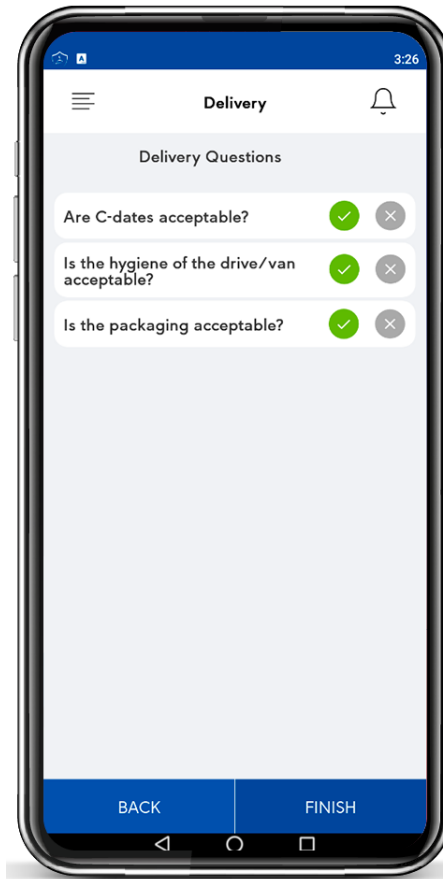 A
3:26
Delivery
Delivery Questions
Are C-dates acceptable?
Is the hygiene of the drive/van
acceptable?
Is the packaging acceptable?
BACK
FINISH